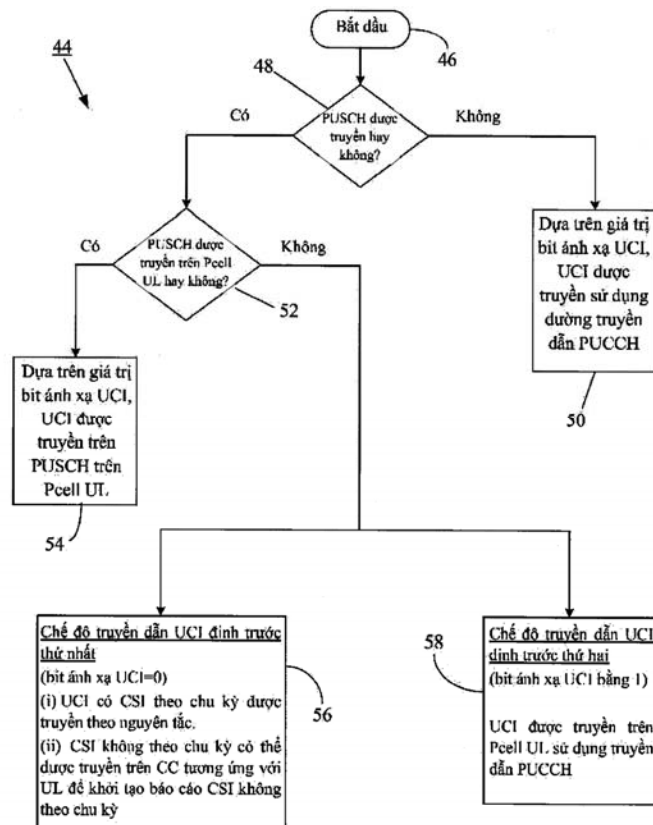 44
Bắt đầu
46
48
PUSCH được
truyền hay
không?
Có
Không
PUSCH được
truyền trên Pcell
UL hay không?
Có
Không
52
Dựa trên giá trị
bit ánh xạ UCI,
UCI được
truyền sử dụng
đường truyền
dẫn PUCCH
50
Dựa trên giá trị
bit ánh xạ UCI,
UCI được
truyền trên
PUSCH trên
Pcell UL
54
Chế độ truyền dẫn UCI định trước
thứ nhất
(bit ánh xạ UCI=0)
(i) UCI có CSI theo chu kỳ được
truyền theo nguyên tắc.
(ii) CSI không theo chu kỳ có thể
được truyền trên CC tương ứng với
UL để khởi tạo báo cáo CSI không
theo chu kỳ
56
58
Chế độ truyền dẫn UCI
định trước thứ hai
(bit ánh xạ UCI bằng 1)
UCI được truyền trên
Pcell UL sử dụng truyền
dẫn PUCCH